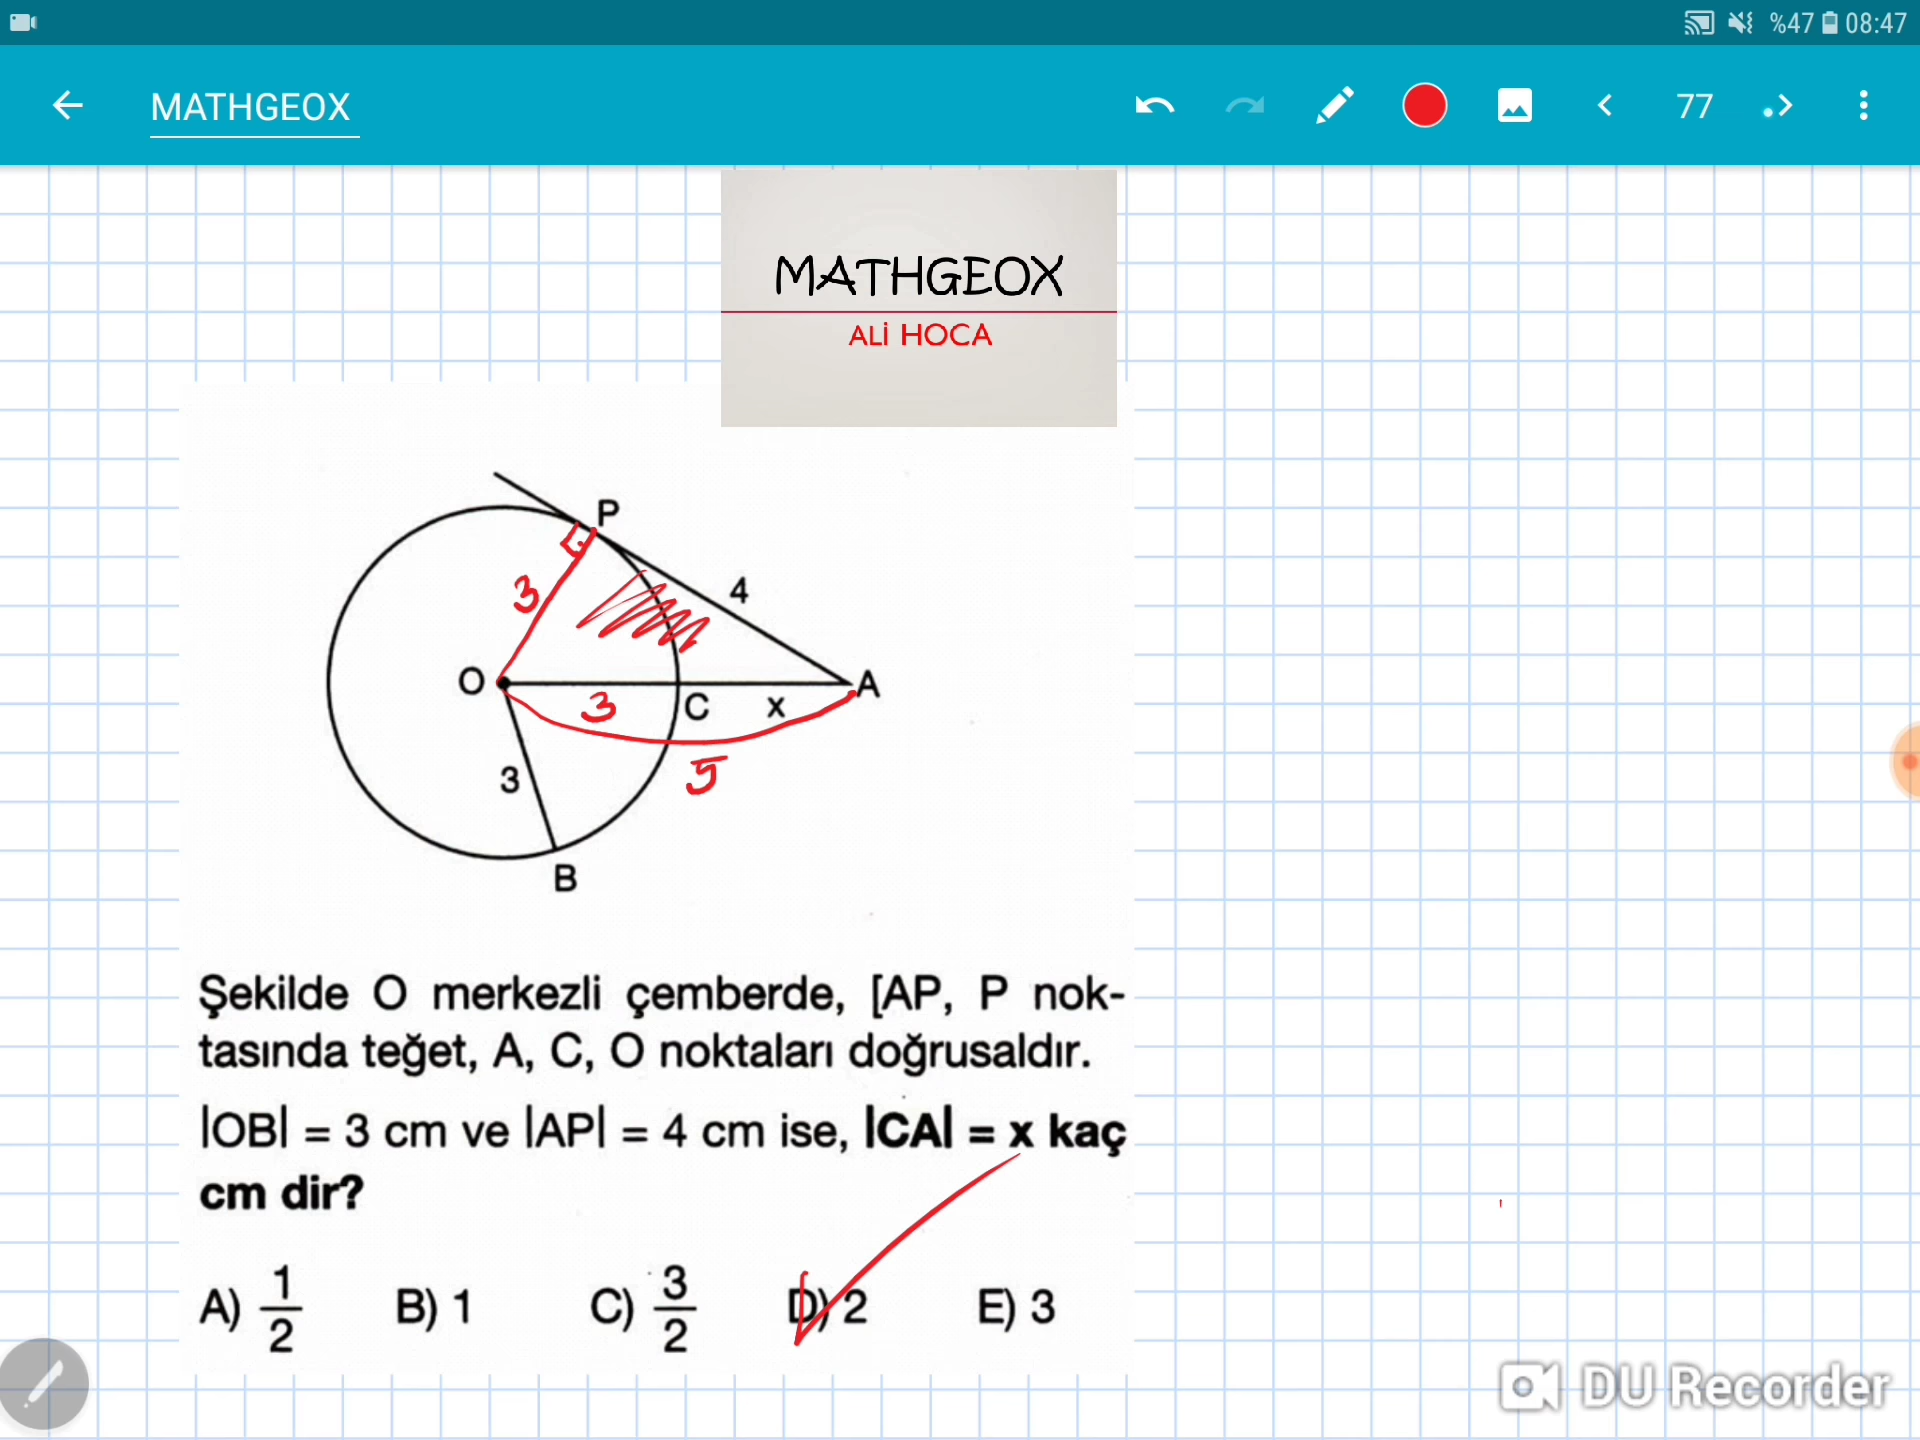 %47 08:47
MATHGEOX
77
MATHGEOX
ALİ HOCA
P
4
3
O
3
C
x
A
5
3
B
Şekilde O merkezli çemberde, [AP, P nok-
tasında teğet, A, C, O noktaları doğrusaldır.
|OB| = 3 cm ve |AP| = 4 cm ise, |CA| = x kaç
cm dir?
A) 1/2 B) 1 C) 3/2 D) 2 E) 3
DU Recorder